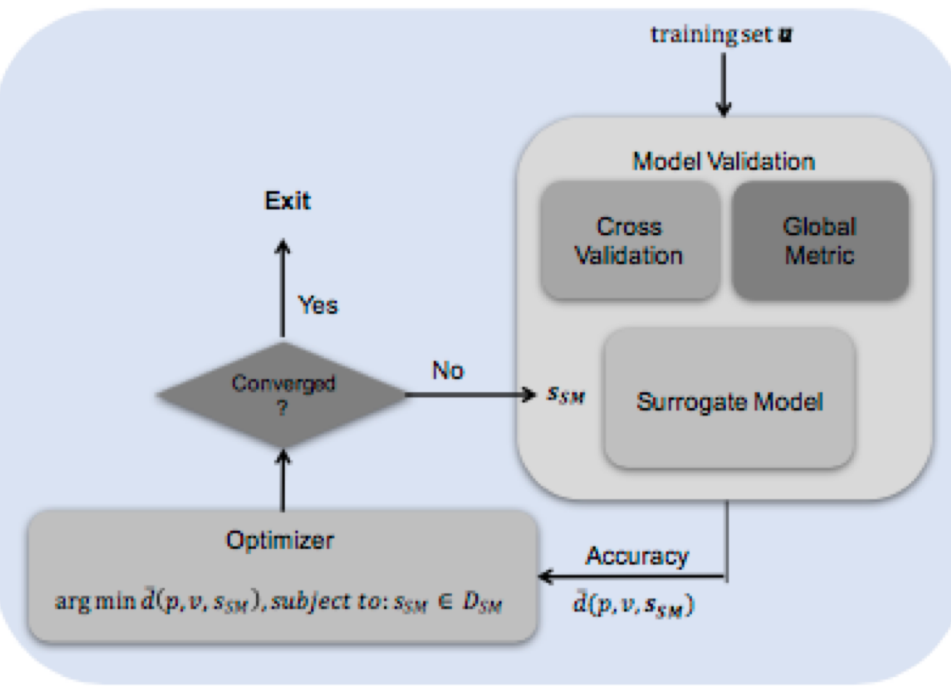 training set u
Model Validation
Cross
Validation
Global
Metric
Exit
Yes
Converged
?
No
s_SM
Surrogate Model
Optimizer
arg min d̄(p, v, s_SM), subject to: s_SM ∈ D_SM
Accuracy
d̄(p, v, s_SM)